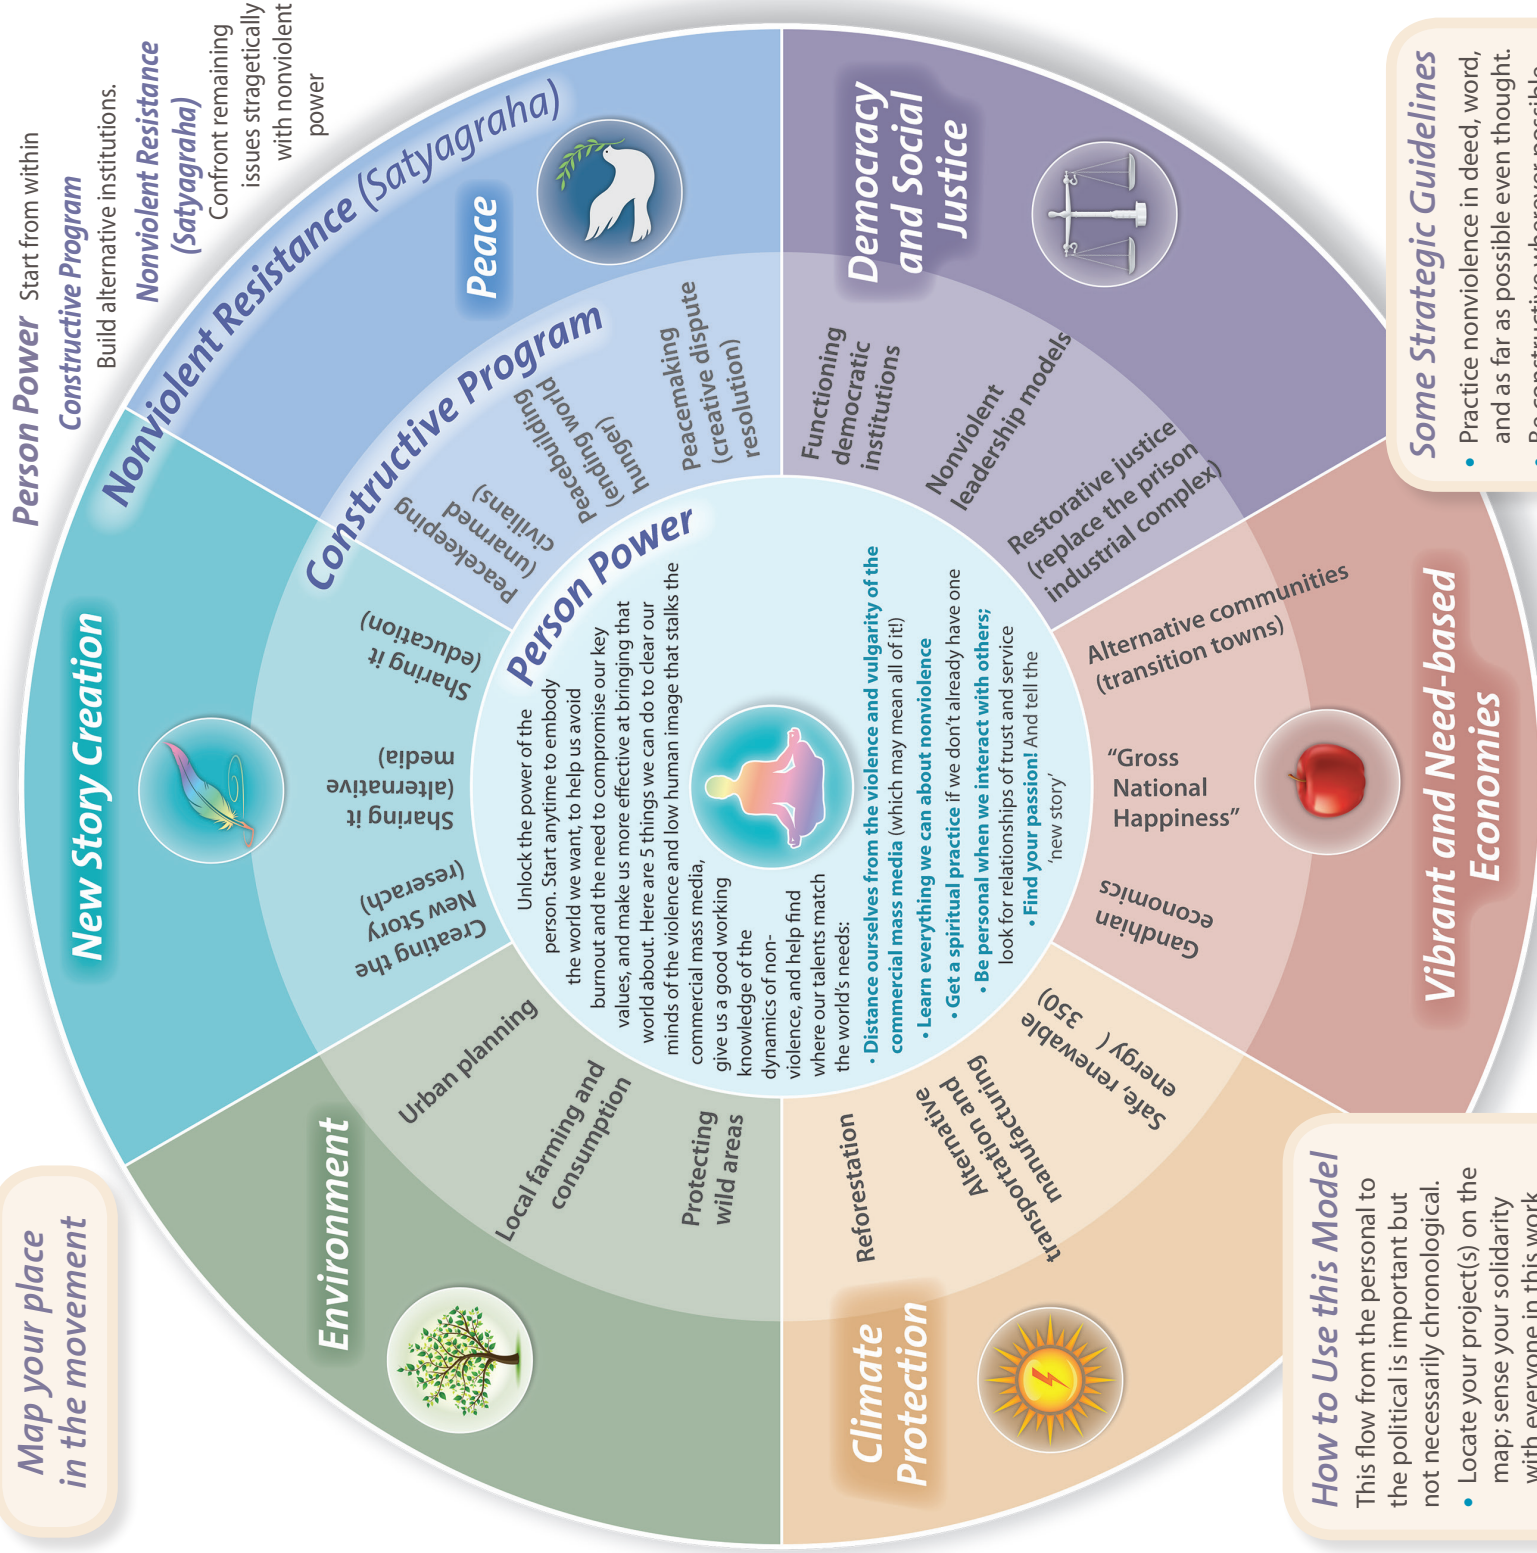 Map your place
in the movement
Person Power Start from within
Constructive Program
Build alternative institutions.
Nonviolent Resistance
(Satyagraha)
Confront remaining
issues stragetically
with nonviolent
power
Nonviolent Resistance (Satyagraha)
Constructive Program
Person Power
New Story Creation
Creating the
New Story
(reserach)
Sharing it
(alternative
media)
Sharing it
(education)
Peace
Peacekeeping
(unarmed
civilians)
Peacebuilding
(ending world
hunger)
Peacemaking
(creative dispute
resolution)
Democracy
and Social
Justice
Functioning
democratic
institutions
Nonviolent
leadership models
Restorative justice
(replace the prison
industrial complex)
Vibrant and Need-based
Economies
Alternative communities
(transition towns)
“Gross
National
Happiness”
Gandhian
economics
Climate
Protection
Safe, renewable
energy ( 350)
Alternative
transportation and
manufacturing
Reforestation
Environment
Protecting
wild areas
Local farming and
consumption
Urban planning
Unlock the power of the
person. Start anytime to embody
the world we want, to help us avoid
burnout and the need to compromise our key
values, and make us more effective at bringing that
world about. Here are 5 things we can do to clear our
minds of the violence and low human image that stalks the
commercial mass media,
give us a good working
knowledge of the
dynamics of non-
violence, and help find
where our talents match
the world’s needs:
• Distance ourselves from the violence and vulgarity of the
commercial mass media (which may mean all of it!)
• Learn everything we can about nonviolence
• Get a spiritual practice if we don’t already have one
• Be personal when we interact with others;
look for relationships of trust and service
• Find your passion! And tell the
‘new story’
How to Use this Model
This flow from the personal to
the political is important but
not necessarily chronological.
• Locate your project(s) on the
map; sense your solidarity
with everyone in this work
Some Strategic Guidelines
• Practice nonviolence in deed, word,
and as far as possible even thought.
• Be constructive wherever possible